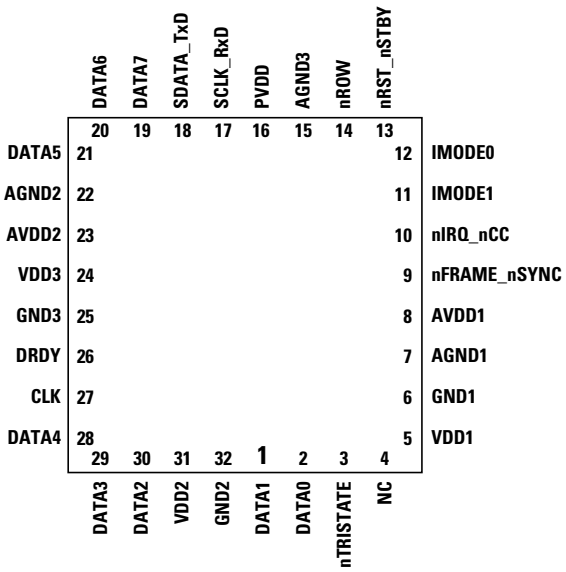 DATA6
DATA7
SDATA_TxD
SCLK_RxD
PVDD
AGND3
nROW
nRST_nSTBY
20 19 18 17 16 15 14 13
DATA5 21 12 IMODE0
AGND2 22 11 IMODE1
AVDD2 23 10 nIRQ_nCC
VDD3 24 9 nFRAME_nSYNC
GND3 25 8 AVDD1
DRDY 26 7 AGND1
CLK 27 6 GND1
DATA4 28 5 VDD1
29 30 31 32 1 2 3 4
DATA3
DATA2
VDD2
GND2
DATA1
DATA0
nTRISTATE
NC